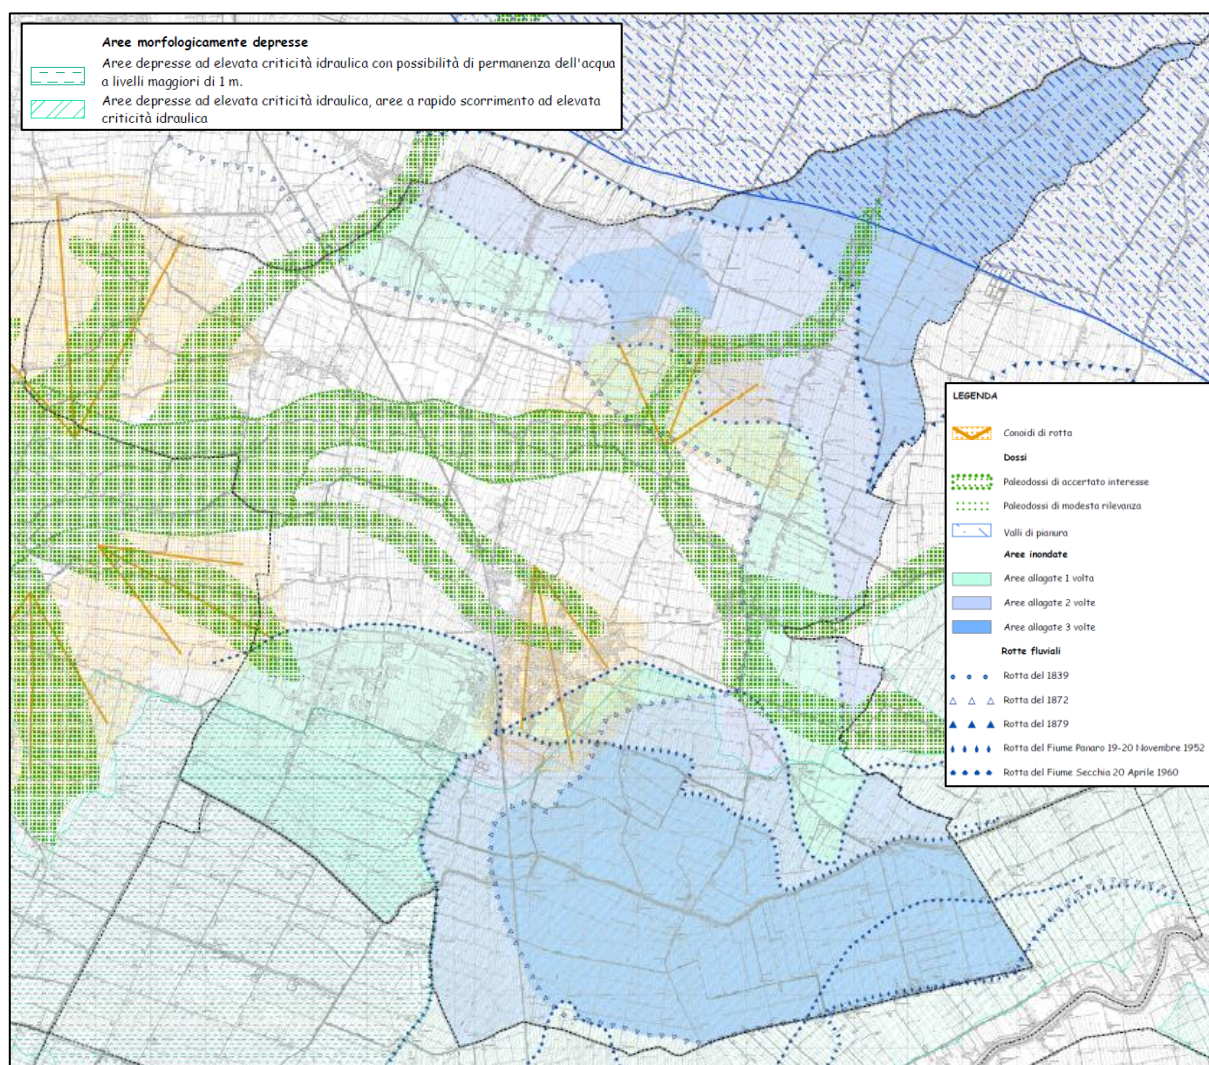 Aree morfologicamente depresse
Aree depresse ad elevata criticità idraulica con possibilità di permanenza dell'acqua
a livelli maggiori di 1 m.
Aree depresse ad elevata criticità idraulica, aree a rapido scorrimento ad elevata
criticità idraulica
LEGENDA
Conoidi di rotta
Dossi
Paleodossi di accertato interesse
Paleodossi di modesta rilevanza
Valli di pianura
Aree inondate
Aree allagate 1 volta
Aree allagate 2 volte
Aree allagate 3 volte
Rotte fluviali
Rotta del 1839
Rotta del 1872
Rotta del 1879
Rotta del Fiume Panaro 19-20 Novembre 1952
Rotta del Fiume Secchia 20 Aprile 1960